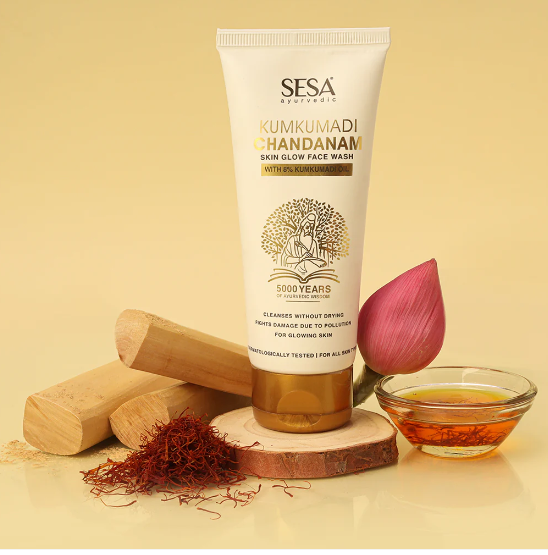 SESA®
ayurvedic
KUMKUMADI
CHANDANAM
SKIN GLOW FACE WASH
WITH 8% KUMKUMADI OIL
5000 YEARS
OF AYURVEDIC WISDOM
CLEANSES WITHOUT DRYING
FIGHTS DAMAGE DUE TO POLLUTION
FOR GLOWING SKIN
FOR ALL SKIN